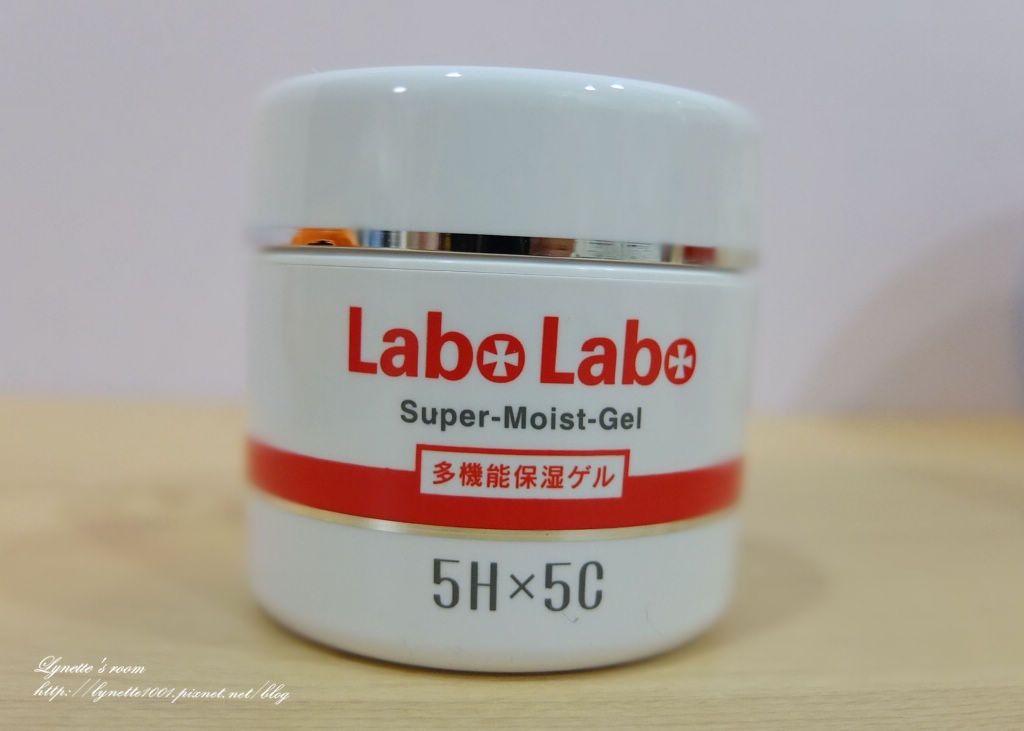 Labo Labo
Super-Moist-Gel
多機能保湿ゲル
5H×5C
Lynette's room
http://lynette1001.pixnet.net/blog